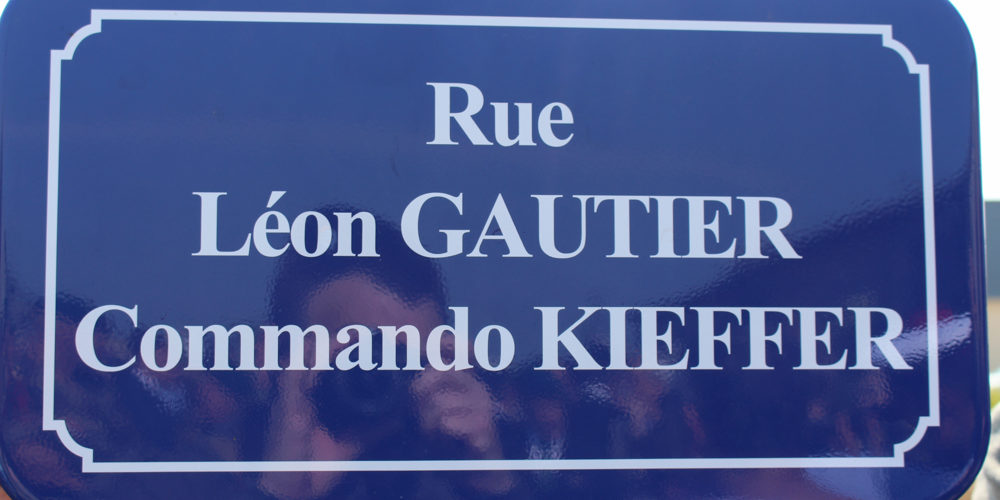 Rue
Léon GAUTIER
Commando KIEFFER